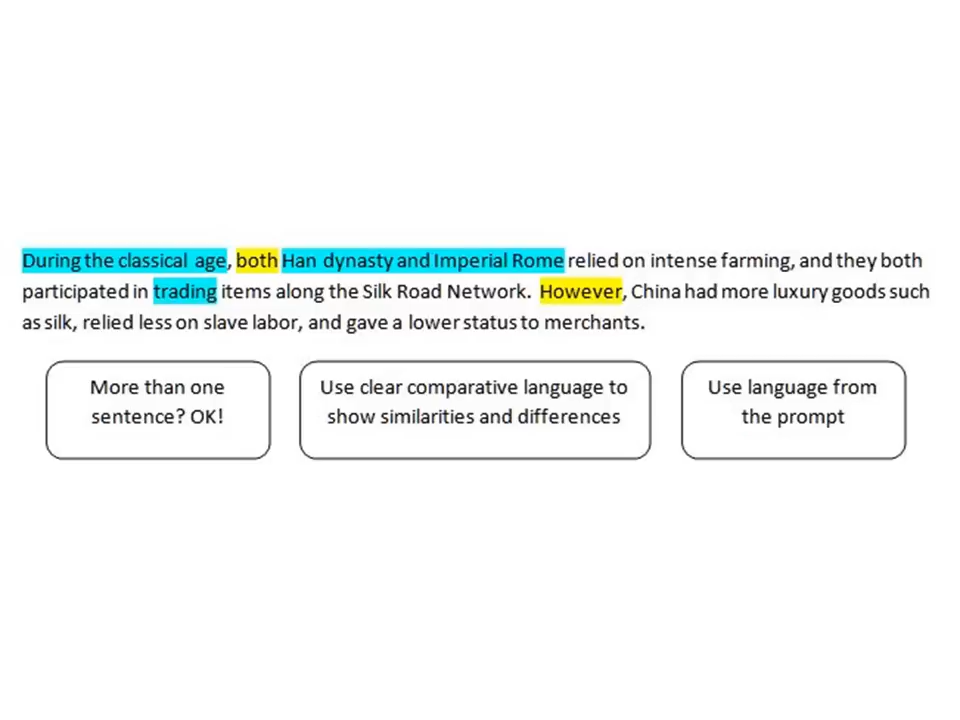 During the classical age, both Han dynasty and Imperial Rome relied on intense farming, and they both
participated in trading items along the Silk Road Network. However, China had more luxury goods such
as silk, relied less on slave labor, and gave a lower status to merchants.
More than one
sentence? OK!
Use clear comparative language to
show similarities and differences
Use language from
the prompt